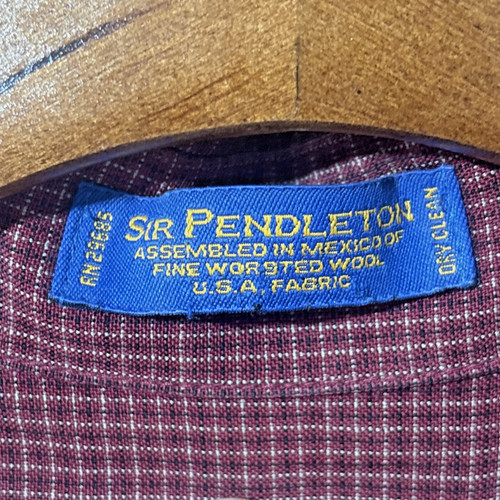 RN 29685
SIR PENDLETON
ASSEMBLED IN MEXICO OF
FINE WORSTED WOOL
U.S.A. FABRIC
DRY CLEAN